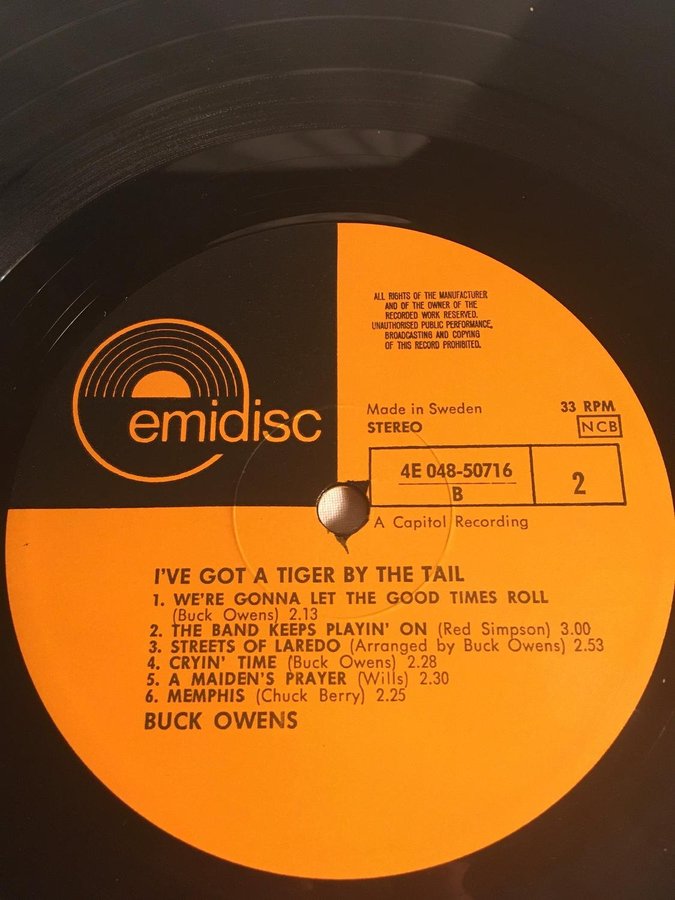 ALL RIGHTS OF THE MANUFACTURER
AND OF THE OWNER OF THE
RECORDED WORK RESERVED.
UNAUTHORISED PUBLIC PERFORMANCE,
BROADCASTING AND COPYING
OF THIS RECORD PROHIBITED.
emidisc
Made in Sweden 33 RPM
STEREO NCB
4E 048-50716
B 2
A Capitol Recording
I'VE GOT A TIGER BY THE TAIL
1. WE'RE GONNA LET THE GOOD TIMES ROLL
(Buck Owens) 2.13
2. THE BAND KEEPS PLAYIN' ON (Red Simpson) 3.00
3. STREETS OF LAREDO (Arranged by Buck Owens) 2.53
4. CRYIN' TIME (Buck Owens) 2.28
5. A MAIDEN'S PRAYER (Wills) 2.30
6. MEMPHIS (Chuck Berry) 2.25
BUCK OWENS